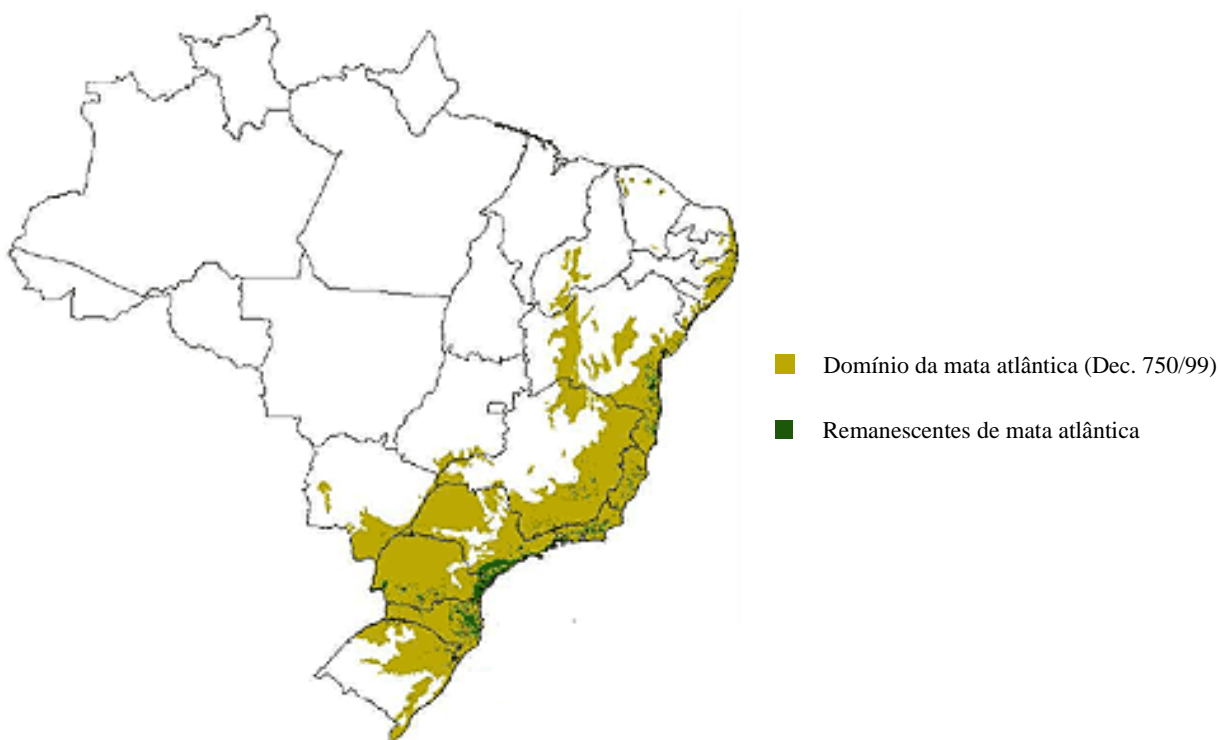 Domínio da mata atlântica (Dec. 750/99)
Remanescentes de mata atlântica